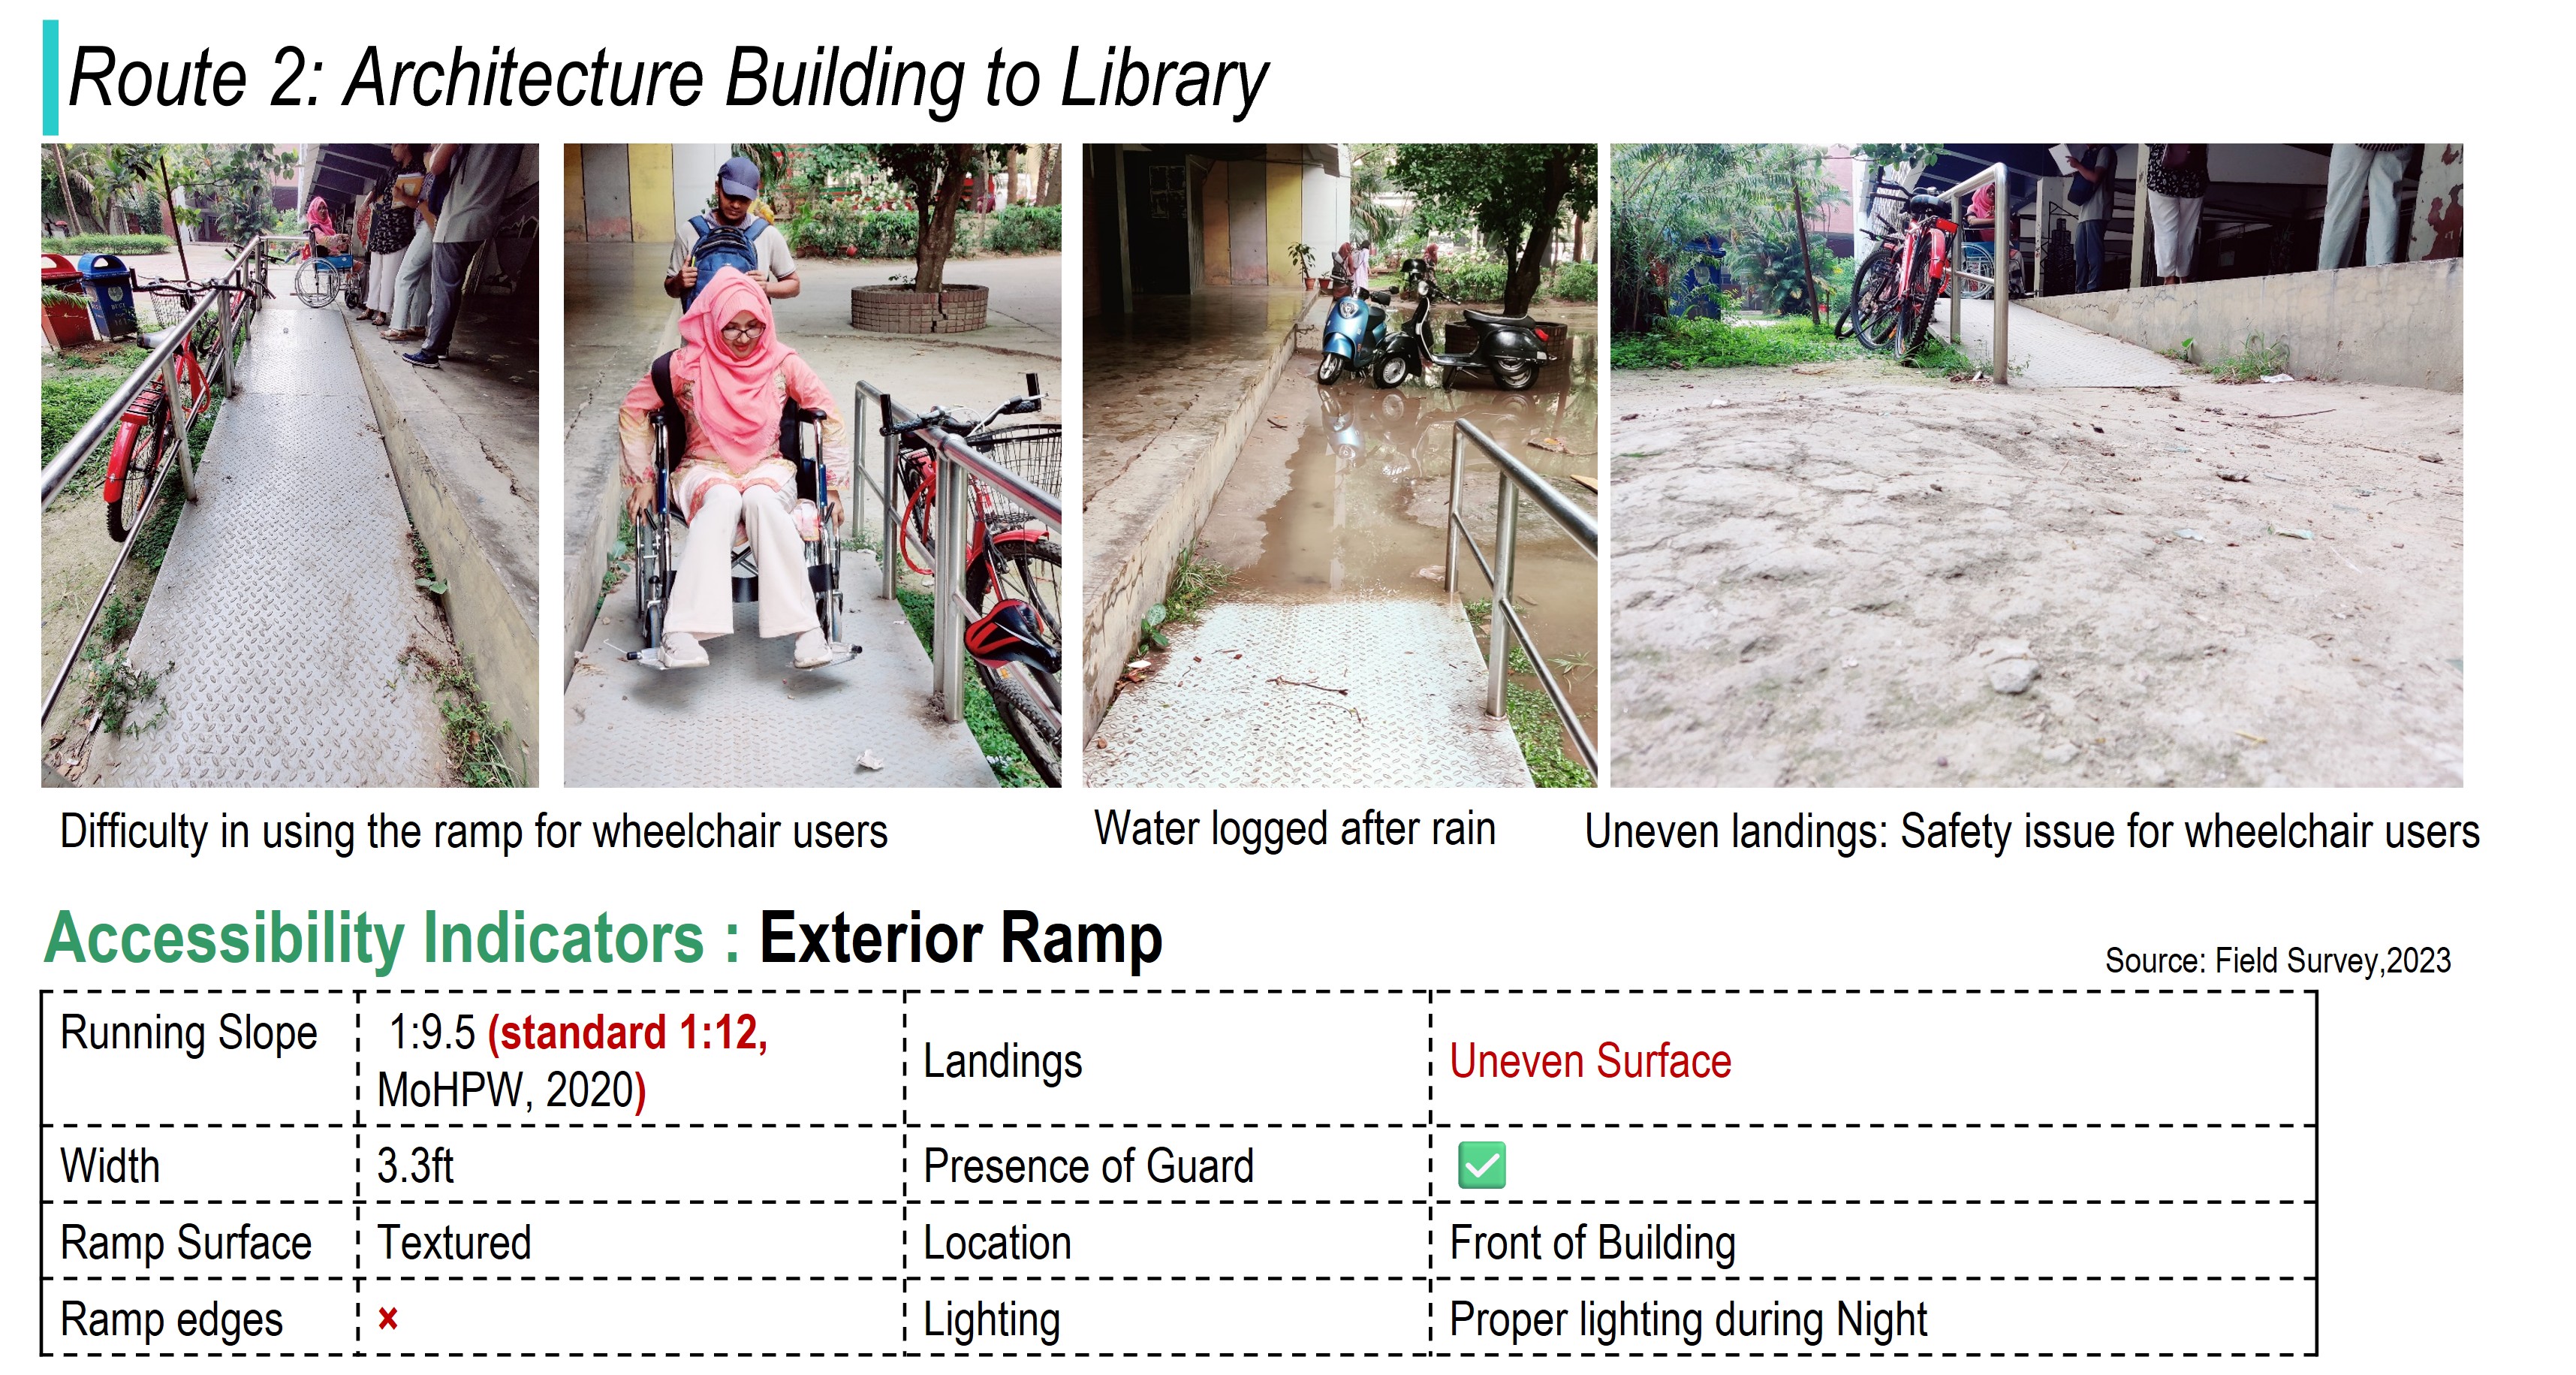 Route 2: Architecture Building to Library
Difficulty in using the ramp for wheelchair users
Water logged after rain
Uneven landings: Safety issue for wheelchair users
Accessibility Indicators : Exterior Ramp
Source: Field Survey,2023
Running Slope
1:9.5 (standard 1:12,
MoHPW, 2020)
Landings
Uneven Surface
Width
3.3ft
Presence of Guard
✅
Ramp Surface
Textured
Location
Front of Building
Ramp edges
×
Lighting
Proper lighting during Night